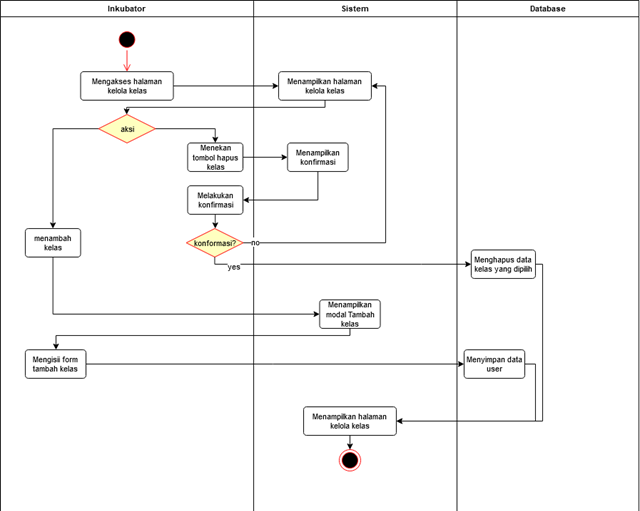 Inkubator
Sistem
Database
Mengakses halaman
kelola kelas
Menampilkan halaman
kelola kelas
aksi
Menekan
tombol hapus
kelas
Menampilkan
konfirmasi
Melakukan
konfirmasi
menambah
kelas
konformasi?
no
yes
Menghapus data
kelas yang dipilih
Menampilkan
modal Tambah
kelas
Mengisii form
tambah kelas
Menyimpan data
user
Menampilkan halaman
kelola kelas